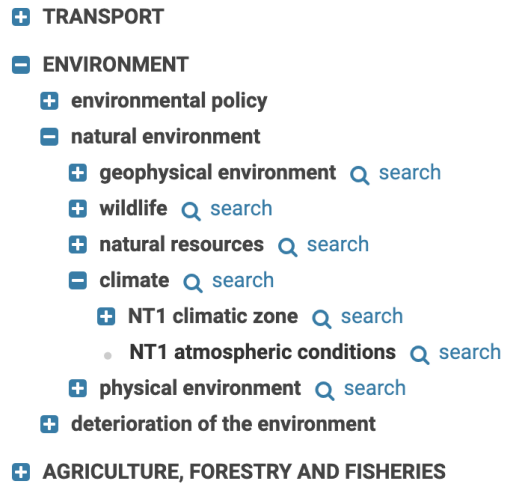 TRANSPORT
ENVIRONMENT
environmental policy
natural environment
geophysical environment search
wildlife search
natural resources search
climate search
NT1 climatic zone search
NT1 atmospheric conditions search
physical environment search
deterioration of the environment
AGRICULTURE, FORESTRY AND FISHERIES